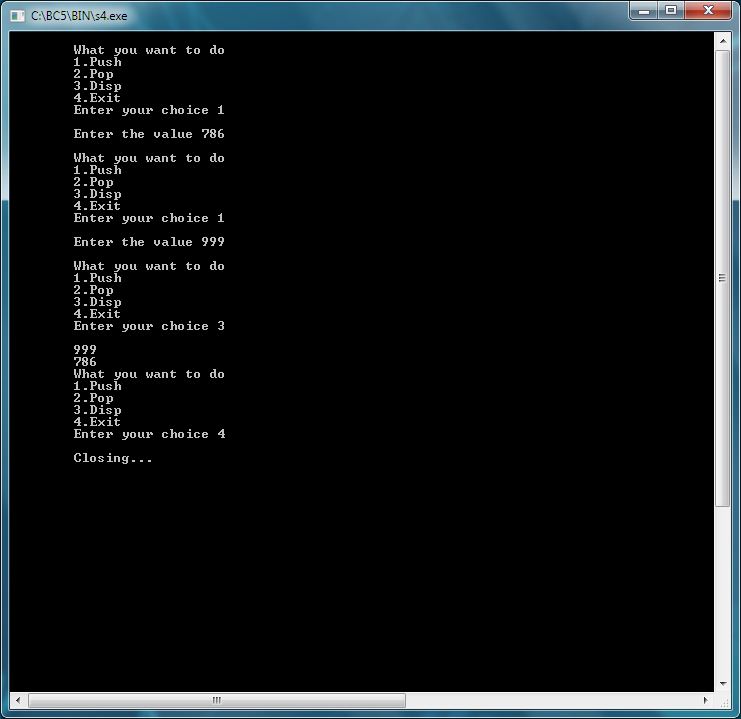 C:\BC5\BIN\s4.exe
What you want to do
1.Push
2.Pop
3.Disp
4.Exit
Enter your choice 1
Enter the value 786
What you want to do
1.Push
2.Pop
3.Disp
4.Exit
Enter your choice 1
Enter the value 999
What you want to do
1.Push
2.Pop
3.Disp
4.Exit
Enter your choice 3
999
786
What you want to do
1.Push
2.Pop
3.Disp
4.Exit
Enter your choice 4
Closing...